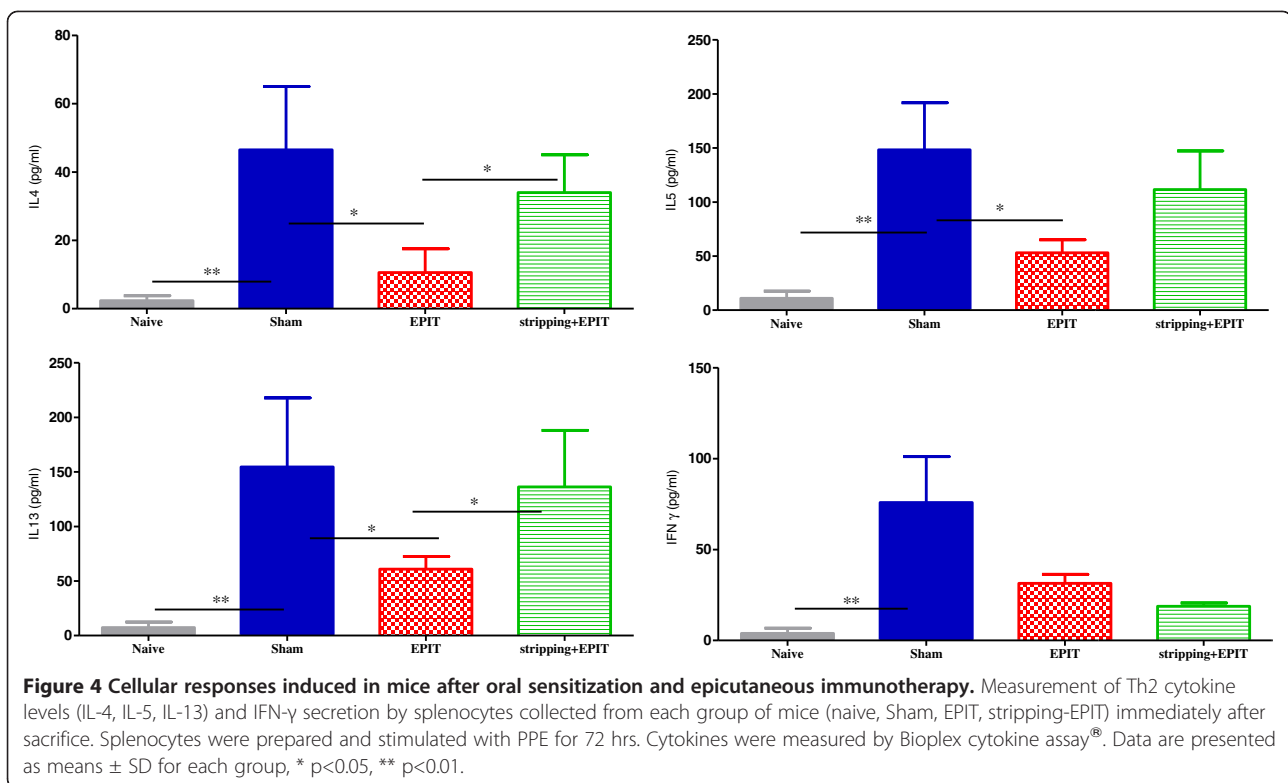 80
60
40
20
0
IL4 (pg/ml)
*
*
**
Naive Sham EPIT stripping+EPIT
250
200
150
100
50
0
IL5 (pg/ml)
**
*
Naive Sham EPIT stripping+EPIT
250
200
150
100
50
0
IL13 (pg/ml)
*
*
**
Naive Sham EPIT stripping+EPIT
150
100
50
0
IFN γ (pg/ml)
**
Naive Sham EPIT stripping+EPIT
Figure 4 Cellular responses induced in mice after oral sensitization and epicutaneous immunotherapy. Measurement of Th2 cytokine
levels (IL-4, IL-5, IL-13) and IFN-γ secretion by splenocytes collected from each group of mice (naive, Sham, EPIT, stripping-EPIT) immediately after
sacrifice. Splenocytes were prepared and stimulated with PPE for 72 hrs. Cytokines were measured by Bioplex cytokine assay®. Data are presented
as means ± SD for each group, * p<0.05, ** p<0.01.